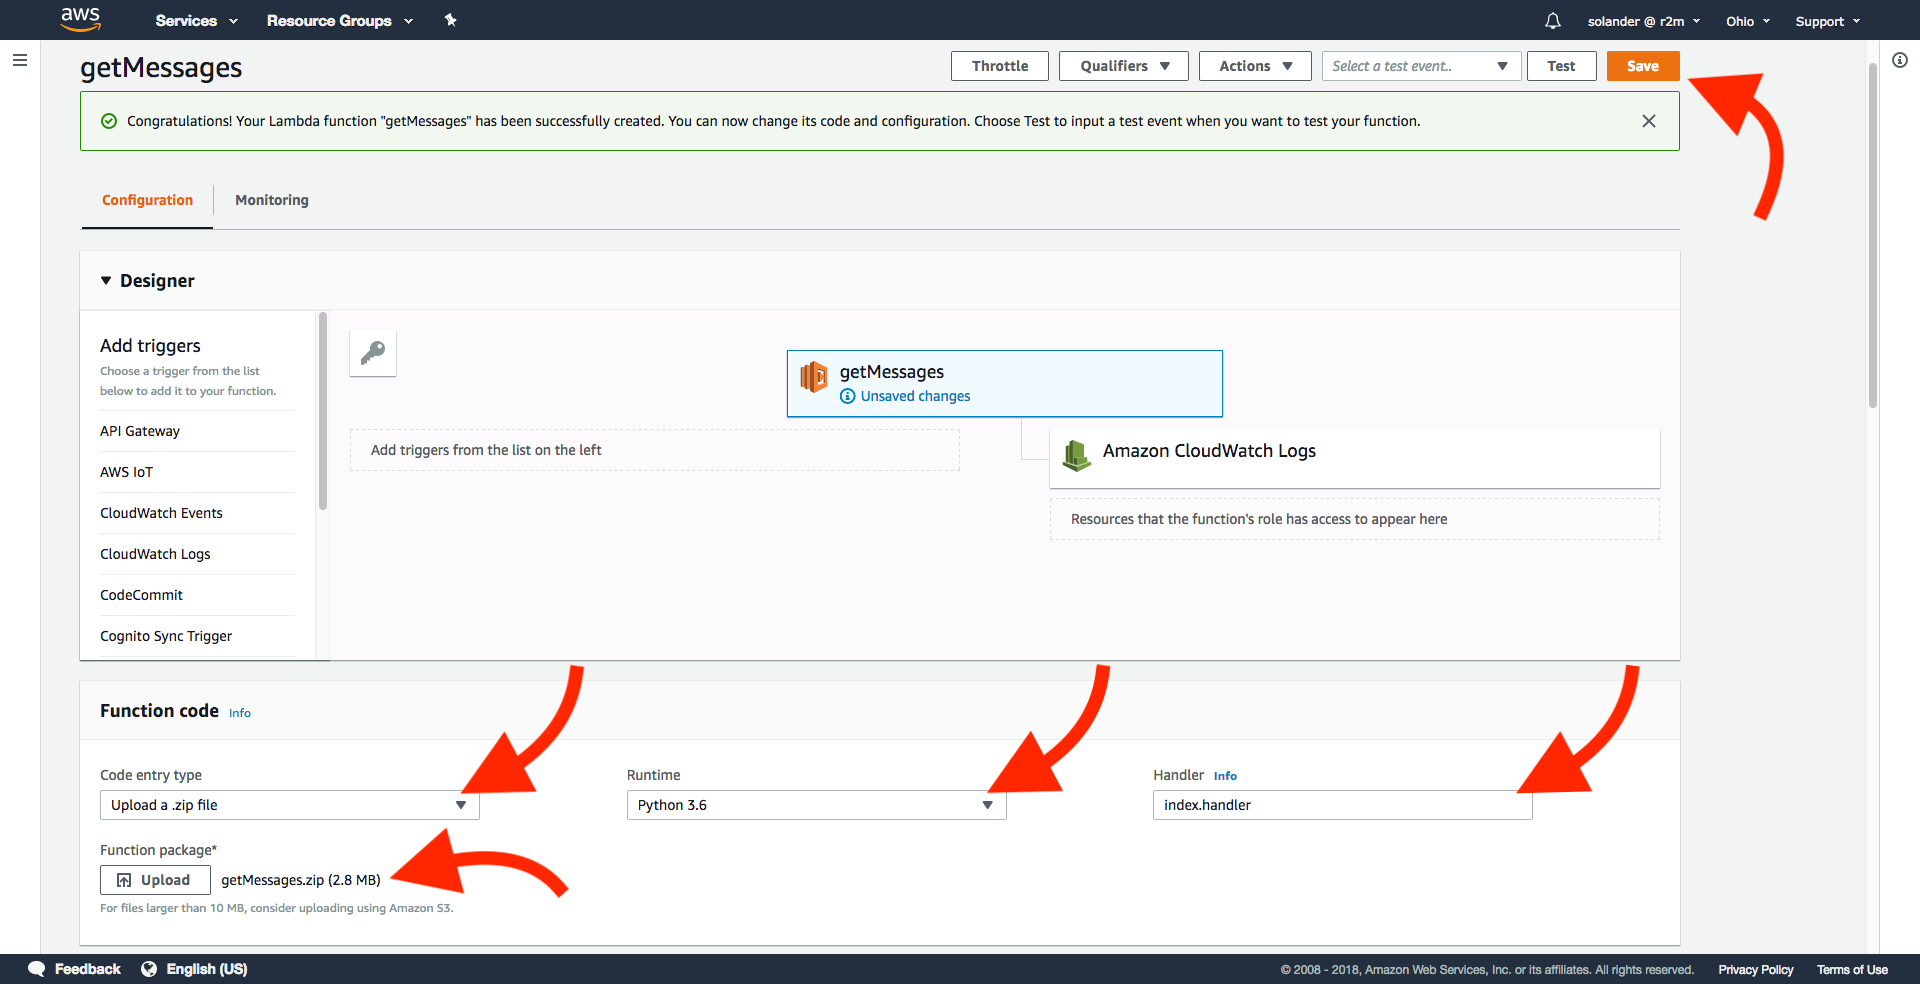 aws Services Resource Groups solander @ r2m Ohio Support
getMessages Throttle Qualifiers Actions Select a test event.. Test Save
Congratulations! Your Lambda function "getMessages" has been successfully created. You can now change its code and configuration. Choose Test to input a test event when you want to test your function.
Configuration Monitoring
Designer
Add triggers
Choose a trigger from the list
below to add it to your function.
API Gateway
AWS IoT
CloudWatch Events
CloudWatch Logs
CodeCommit
Cognito Sync Trigger
getMessages
Unsaved changes
Add triggers from the list on the left
Amazon CloudWatch Logs
Resources that the function's role has access to appear here
Function code Info
Code entry type
Upload a .zip file
Runtime
Python 3.6
Handler Info
index.handler
Function package*
Upload getMessages.zip (2.8 MB)
For files larger than 10 MB, consider uploading using Amazon S3.
Feedback English (US) © 2008 - 2018, Amazon Web Services, Inc. or its affiliates. All rights reserved. Privacy Policy Terms of Use